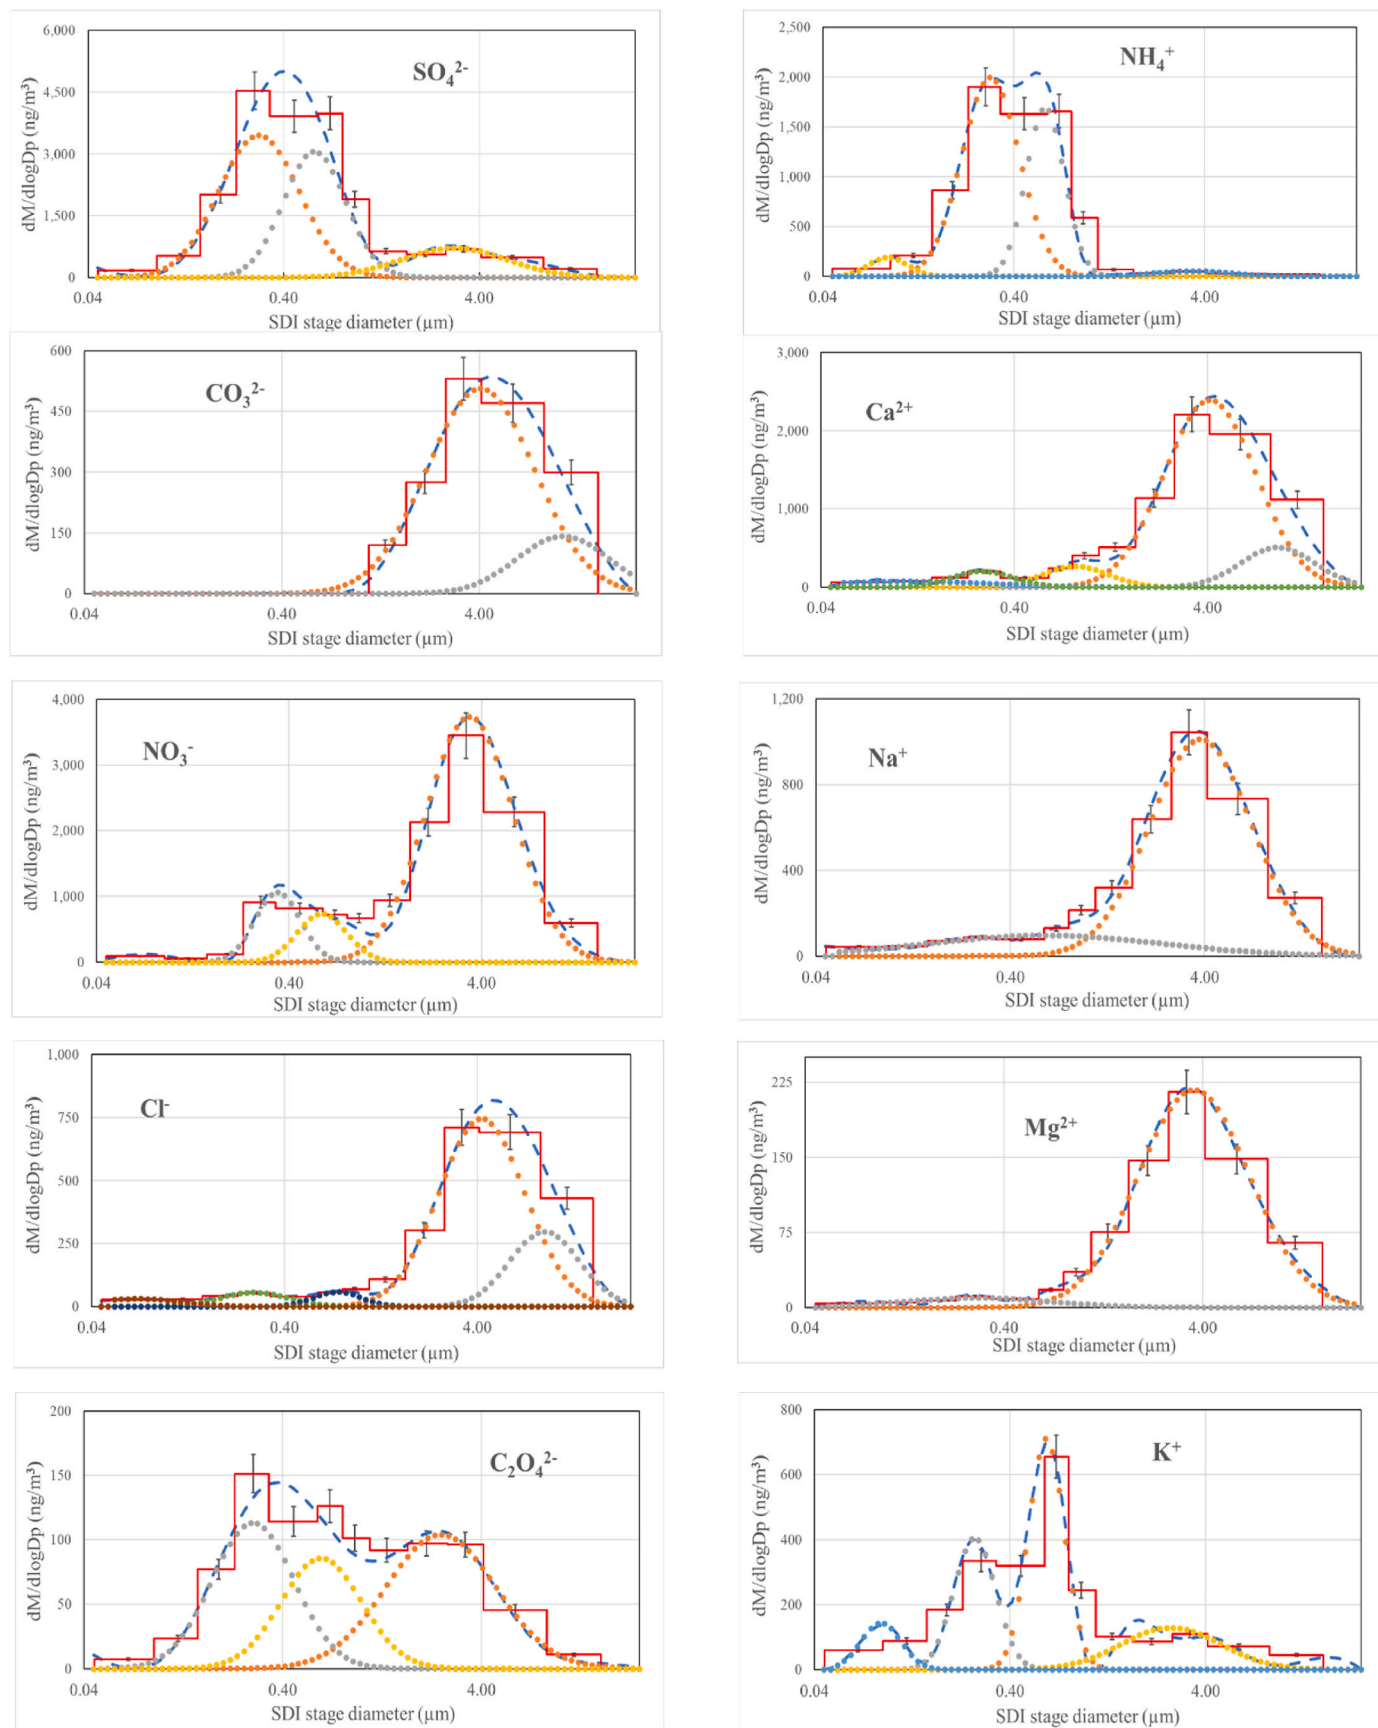 6,000
4,500
3,000
1,500
0
dM/dlogDp (ng/m³)
SO₄²⁻
0.04 0.40 4.00
SDI stage diameter (µm)
2,500
2,000
1,500
1,000
500
0
dM/dlogDp (ng/m³)
NH₄⁺
0.04 0.40 4.00
SDI stage diameter (µm)
600
450
300
150
0
dM/dlogDp (ng/m³)
CO₃²⁻
0.04 0.40 4.00
SDI stage diameter (µm)
3,000
2,000
1,000
0
dM/dlogDp (ng/m³)
Ca²⁺
0.04 0.40 4.00
SDI stage diameter (µm)
4,000
3,000
2,000
1,000
0
dM/dlogDp (ng/m³)
NO₃⁻
0.04 0.40 4.00
SDI stage diameter (µm)
1,200
800
400
0
dM/dlogDp (ng/m³)
Na⁺
0.04 0.40 4.00
SDI stage diameter (µm)
1,000
750
500
250
0
dM/dlogDp (ng/m³)
Cl⁻
0.04 0.40 4.00
SDI stage diameter (µm)
225
150
75
0
dM/dlogDp (ng/m³)
Mg²⁺
0.04 0.40 4.00
SDI stage diameter (µm)
200
150
100
50
0
dM/dlogDp (ng/m³)
C₂O₄²⁻
0.04 0.40 4.00
SDI stage diameter (µm)
800
600
400
200
0
dM/dlogDp (ng/m³)
K⁺
0.04 0.40 4.00
SDI stage diameter (µm)